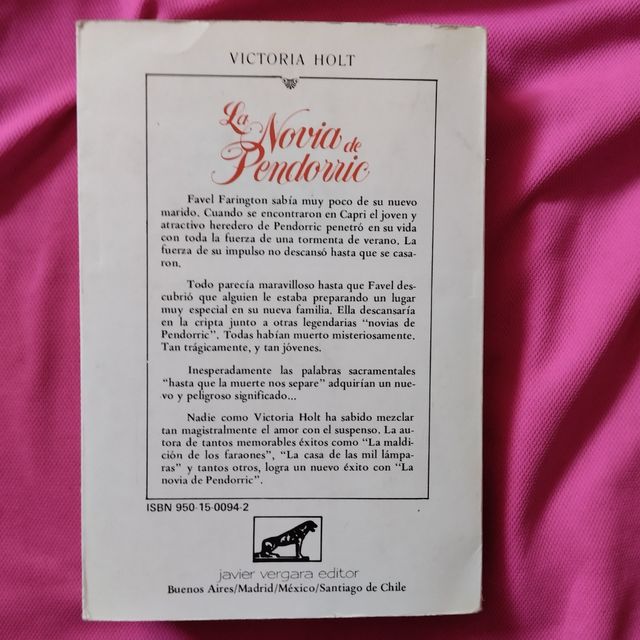 VICTORIA HOLT
La
Novia de
Pendorric
Favel Farington sabía muy poco de su nuevo
marido. Cuando se encontraron en Capri el joven y
atractivo heredero de Pendorric penetró en su vida
con toda la fuerza de una tormenta de verano. La
fuerza de su impulso no descansó hasta que se casa-
ron.
Todo parecía maravilloso hasta que Favel des-
cubrió que alguien le estaba preparando un lugar
muy especial en su nueva familia. Ella descansaría
en la cripta junto a otras legendarias “novias de
Pendorric”. Todas habían muerto misteriosamente.
Tan trágicamente, y tan jóvenes.
Inesperadamente las palabras sacramentales
“hasta que la muerte nos separe” adquirían un nue-
vo y peligroso significado...
Nadie como Victoria Holt ha sabido mezclar
tan magistralmente el amor con el suspenso. La au-
tora de tantos memorables éxitos como “La maldi-
ción de los faraones”, “La casa de las mil lámpa-
ras” y tantos otros, logra un nuevo éxito con “La
novia de Pendorric”.
ISBN 950-15-0094-2
javier vergara editor
Buenos Aires/Madrid/México/Santiago de Chile